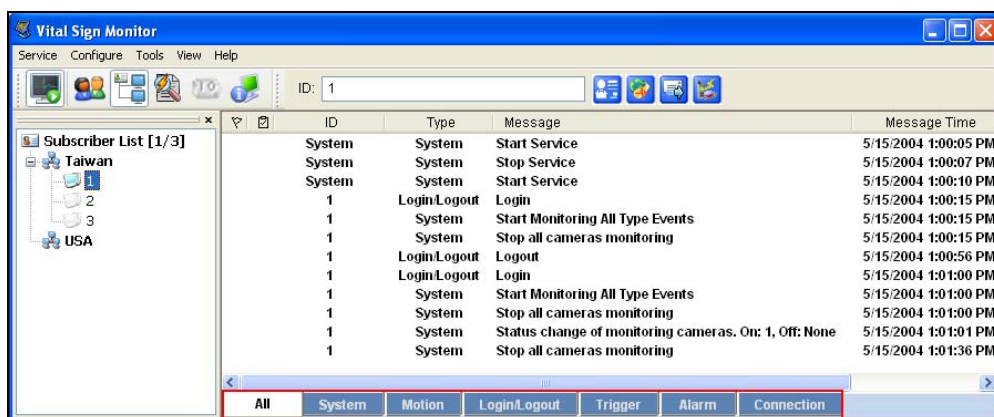 Vital Sign Monitor
Service Configure Tools View Help
ID: 1
Subscriber List [1/3]
Taiwan
1
2
3
USA
ID Type Message Message Time
System System Start Service 5/15/2004 1:00:05 PM
System System Stop Service 5/15/2004 1:00:07 PM
System System Start Service 5/15/2004 1:00:10 PM
1 Login/Logout Login 5/15/2004 1:00:15 PM
1 System Start Monitoring All Type Events 5/15/2004 1:00:15 PM
1 System Stop all cameras monitoring 5/15/2004 1:00:15 PM
1 Login/Logout Logout 5/15/2004 1:00:56 PM
1 Login/Logout Login 5/15/2004 1:01:00 PM
1 System Start Monitoring All Type Events 5/15/2004 1:01:00 PM
1 System Stop all cameras monitoring 5/15/2004 1:01:00 PM
1 System Status change of monitoring cameras. On: 1, Off: None 5/15/2004 1:01:01 PM
1 System Stop all cameras monitoring 5/15/2004 1:01:36 PM
All System Motion Login/Logout Trigger Alarm Connection